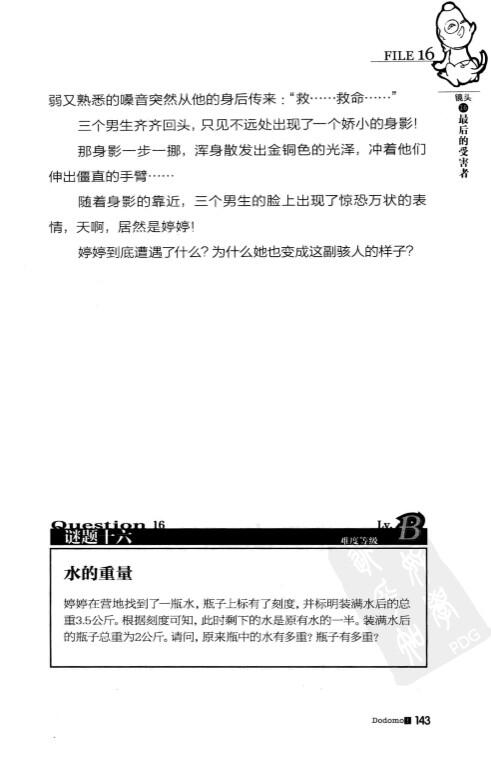 FILE 16
镜头
16
最后的受害者
弱又熟悉的嗓音突然从他的身后传来：“救……救命……”
三个男生齐齐回头，只见不远处出现了一个娇小的身影！
那身影一步一挪，浑身散发出金铜色的光泽，冲着他们
伸出僵直的手臂……
随着身影的靠近，三个男生的脸上出现了惊恐万状的表
情，天啊，居然是婷婷！
婷婷到底遭遇了什么？为什么她也变成这副骇人的样子？
Question 16
Lv. B
谜题十六
难度等级
水的重量
婷婷在营地找到了一瓶水，瓶子上标有了刻度，并标明装满水后的总
重3.5公斤。根据刻度可知，此时剩下的水是原有水的一半。装满水后
的瓶子总重为2公斤。请问，原来瓶中的水有多重？瓶子有多重？
PDG
Dodomo 143